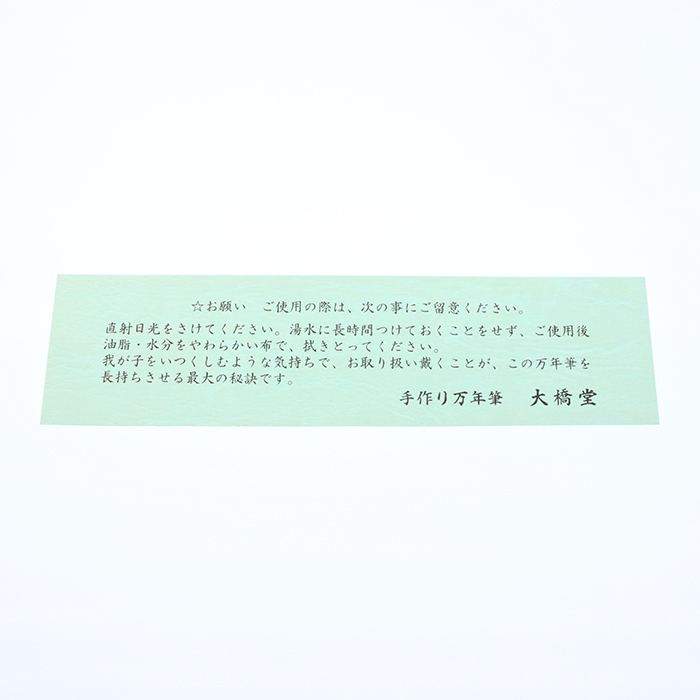 ☆お願い　ご使用の際は、次の事にご留意ください。
直射日光をさけてください。湯水に長時間つけておくことをせず、ご使用後
油脂・水分をやわらかい布で、拭きとってください。
我が子をいつくしむような気持ちで、お取り扱い戴くことが、この万年筆を
長持ちさせる最大の秘訣です。
手作り万年筆　大橋堂